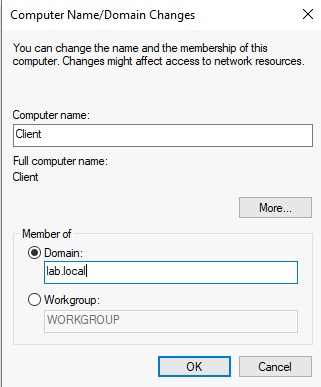 Computer Name/Domain Changes
You can change the name and the membership of this
computer. Changes might affect access to network resources.
Computer name:
Client
Full computer name:
Client
More...
Member of
Domain:
lab.local
Workgroup:
WORKGROUP
OK Cancel